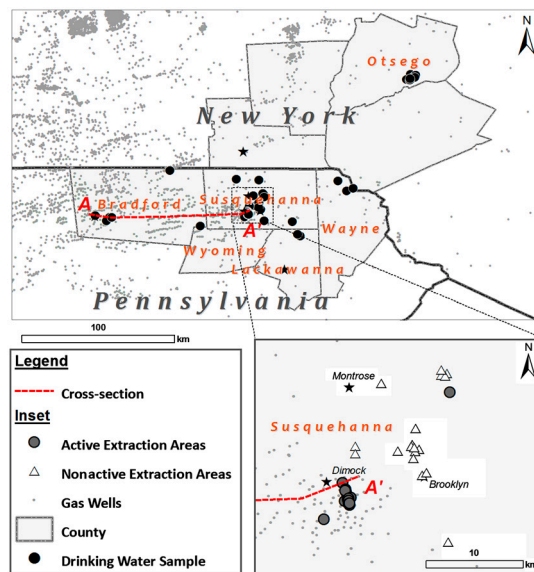 N
Otsego
New York
A
Bradford
Susquehanna
A'
Wayne
Wyoming
Lackawanna
Pennsylvania
100
km
Legend
Cross-section
Inset
Active Extraction Areas
Nonactive Extraction Areas
Gas Wells
County
Drinking Water Sample
N
Montrose
Susquehanna
Dimock
A'
Brooklyn
10
km